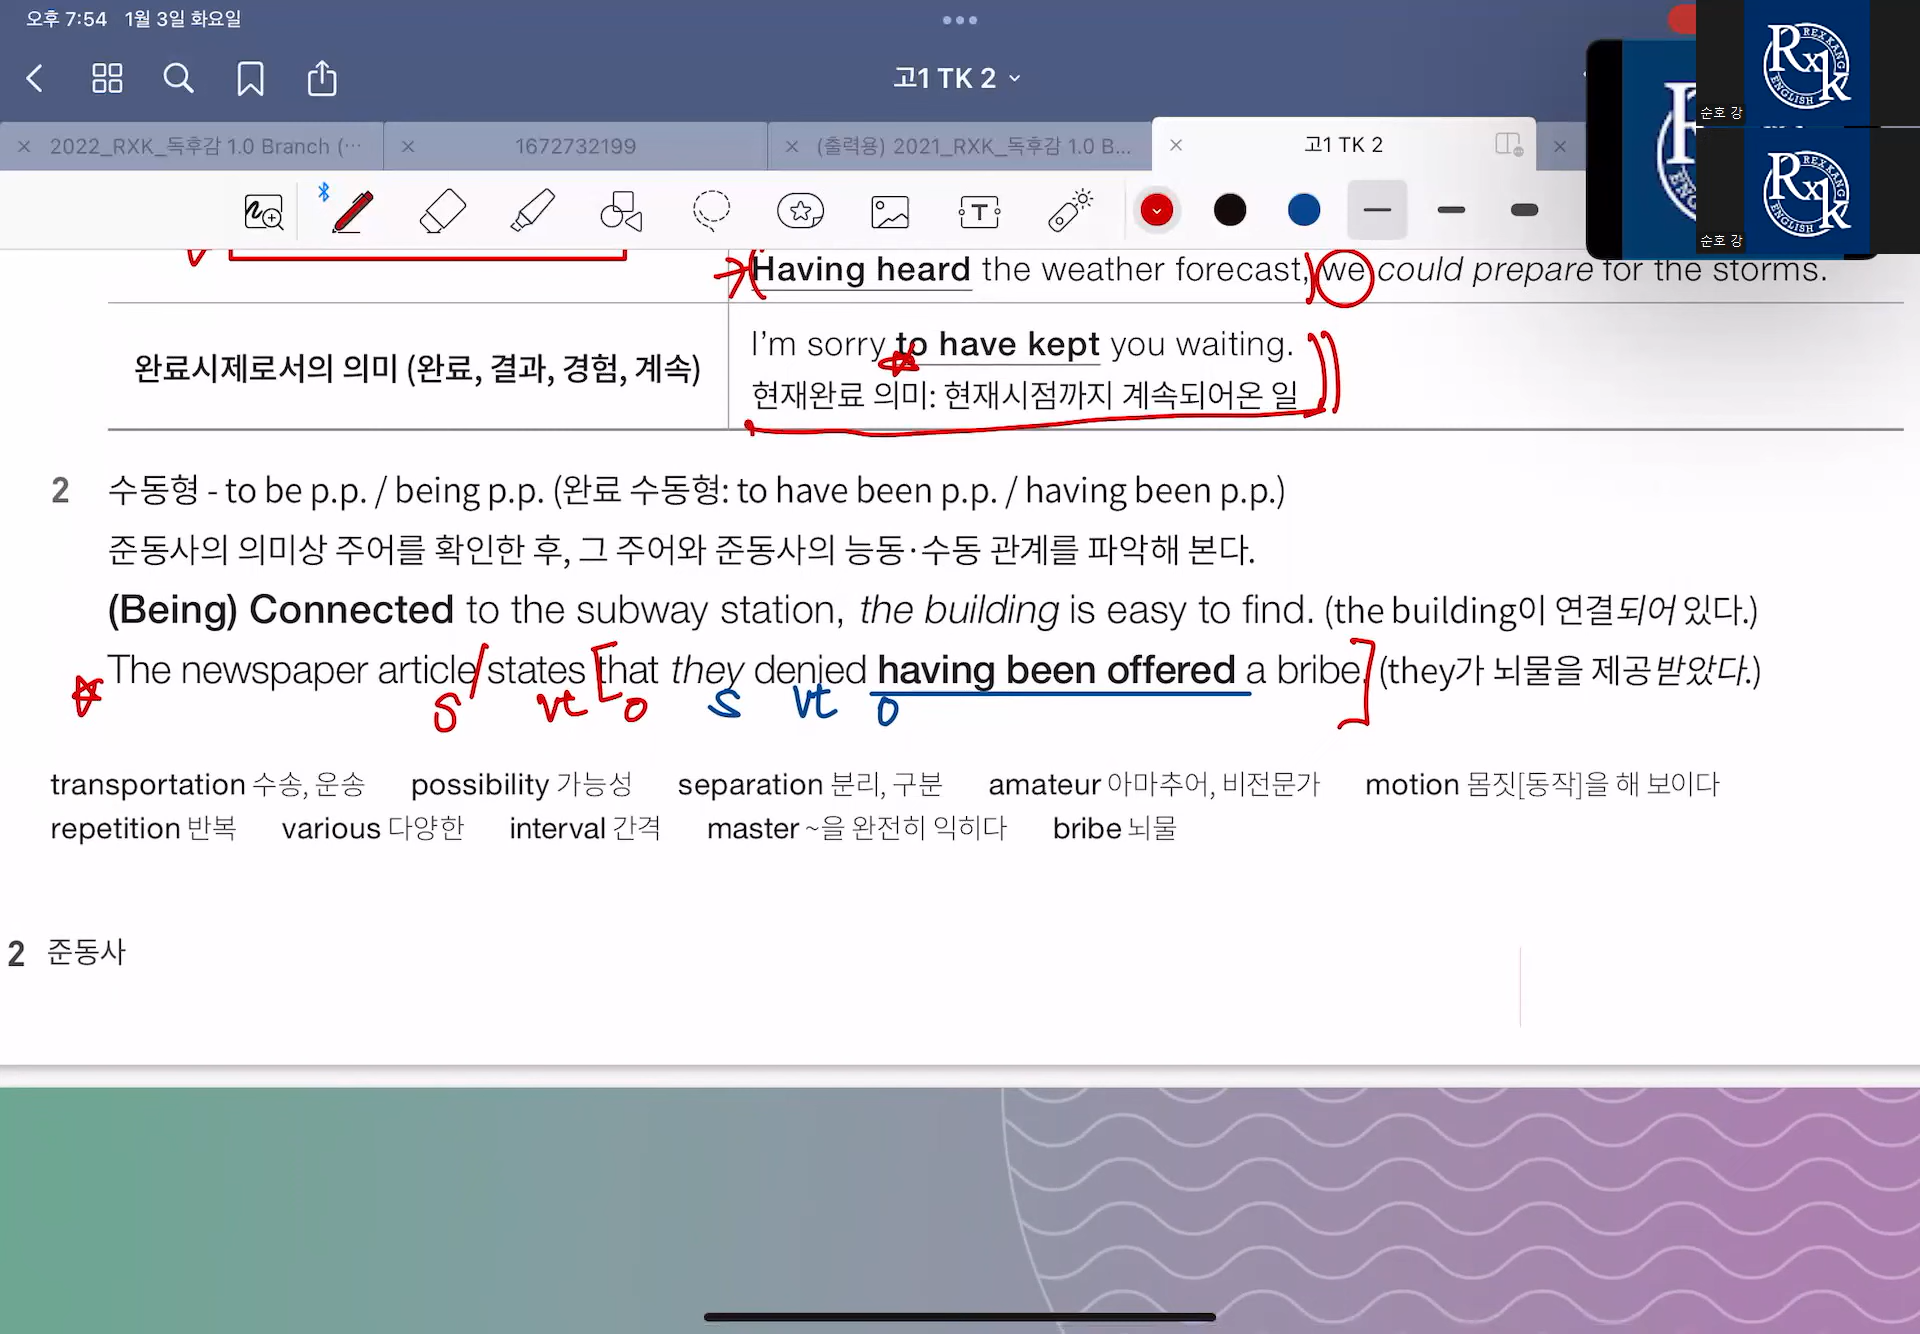 오후 7:54 1월 3일 화요일
고1 TK 2
2022_RXK_독후감 1.0 Branch (…
1672732199
(출력용) 2021_RXK_독후감 1.0 B...
고1 TK 2
순호 강
순호 강
Having heard the weather forecast, we could prepare for the storms.
완료시제로서의 의미 (완료, 결과, 경험, 계속)
I'm sorry to have kept you waiting.
현재완료 의미: 현재시점까지 계속되어온 일
2 수동형 - to be p.p. / being p.p. (완료 수동형: to have been p.p. / having been p.p.)
준동사의 의미상 주어를 확인한 후, 그 주어와 준동사의 능동·수동 관계를 파악해 본다.
(Being) Connected to the subway station, the building is easy to find. (the building이 연결되어 있다.)
The newspaper article states that they denied having been offered a bribe. (they가 뇌물을 제공받았다.)
S vt O S vt O
transportation 수송, 운송 possibility 가능성 separation 분리, 구분 amateur 아마추어, 비전문가 motion 몸짓[동작]을 해 보이다
repetition 반복 various 다양한 interval 간격 master ~을 완전히 익히다 bribe 뇌물
2 준동사
RXK
REX KANG
ENGLISH
RXK
REX KANG
ENGLISH